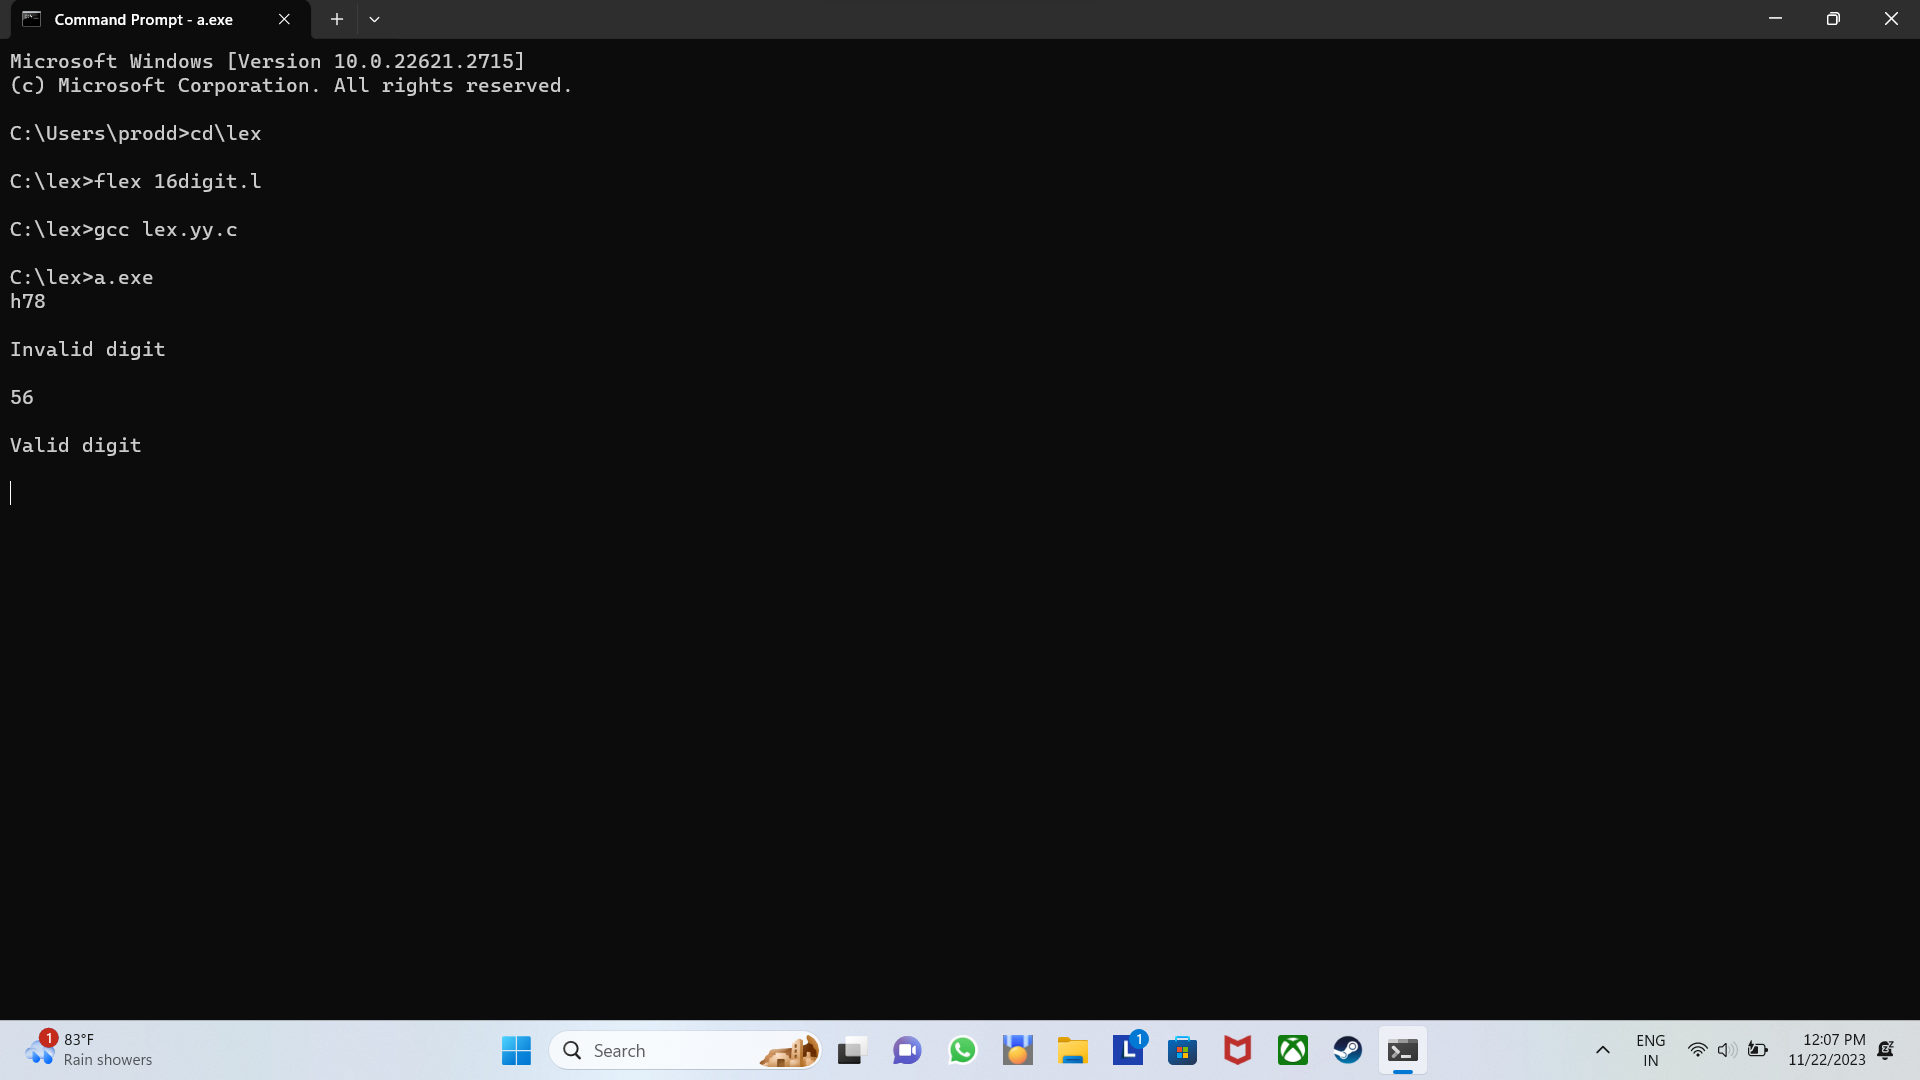 Command Prompt - a.exe
Microsoft Windows [Version 10.0.22621.2715]
(c) Microsoft Corporation. All rights reserved.
C:\Users\prodd>cd\lex
C:\lex>flex 16digit.l
C:\lex>gcc lex.yy.c
C:\lex>a.exe
h78
Invalid digit
56
Valid digit
1
83°F
Rain showers
Search
L
1
ENG
IN
12:07 PM
11/22/2023